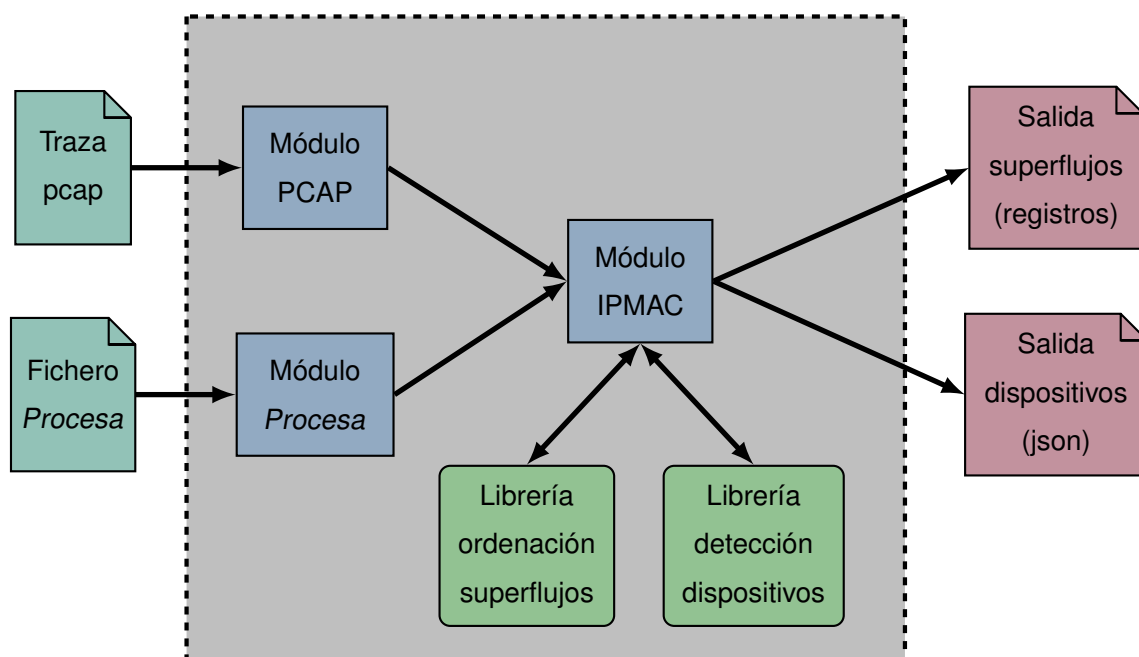 Traza
pcap
Módulo
PCAP
Salida
superflujos
(registros)
Módulo
IPMAC
Fichero
Procesa
Módulo
Procesa
Salida
dispositivos
(json)
Librería
ordenación
superflujos
Librería
detección
dispositivos